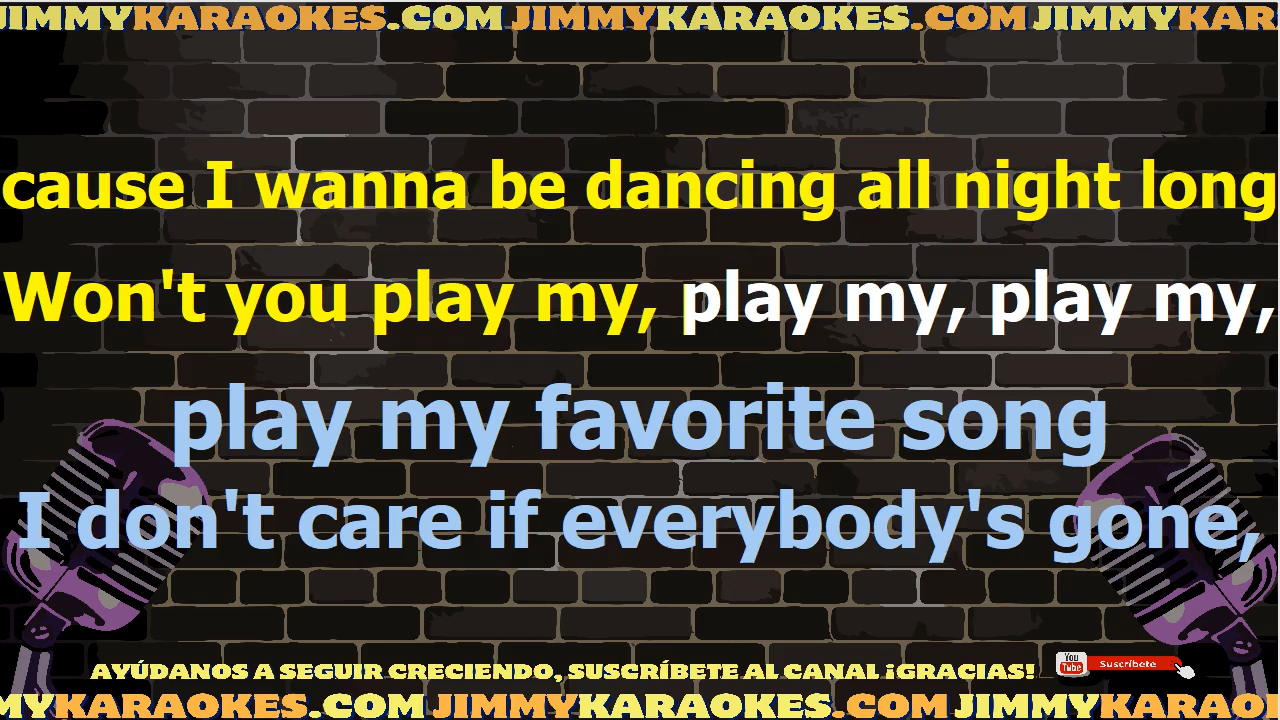 JIMMYKARAOKES.COM JIMMYKARAOKES.COM JIMMYKAR
cause I wanna be dancing all night long
Won't you play my, play my, play my,
play my favorite song
I don't care if everybody's gone,
AYÚDANOS A SEGUIR CRECIENDO, SUSCRÍBETE AL CANAL ¡GRACIAS!
You Tube Suscríbete
MYKARAOKES.COM JIMMYKARAOKES.COM JIMMYKARAO